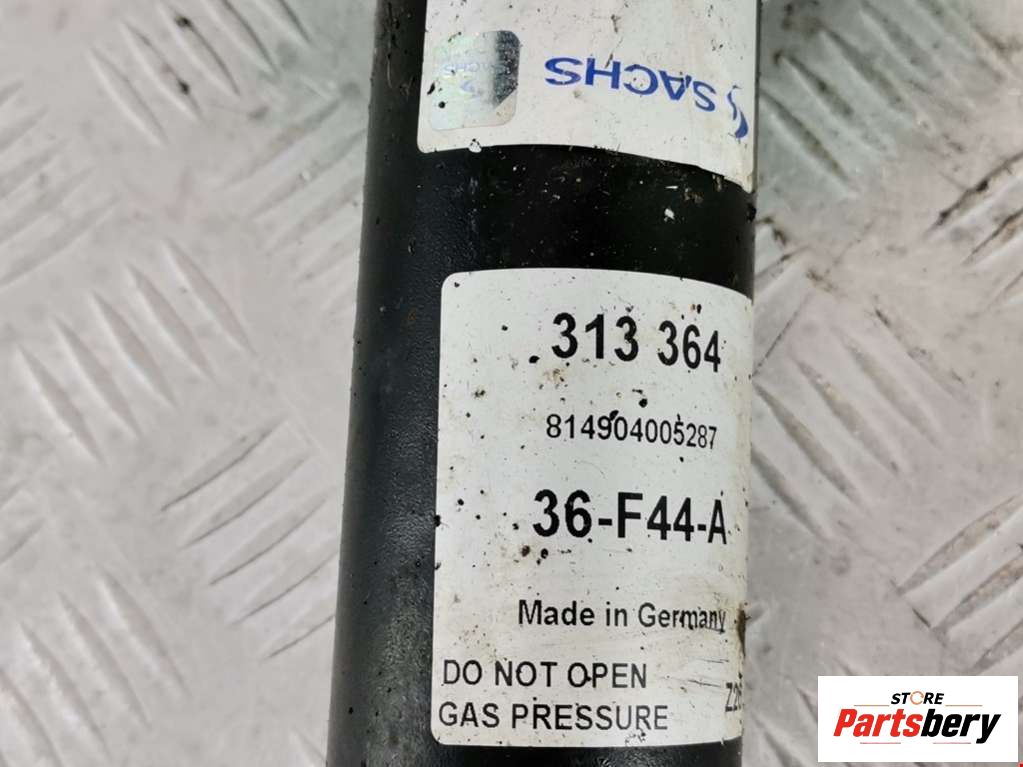 SACHS
313 364
814904005287
36-F44-A
Made in Germany
DO NOT OPEN
GAS PRESSURE
STORE
Partsbery